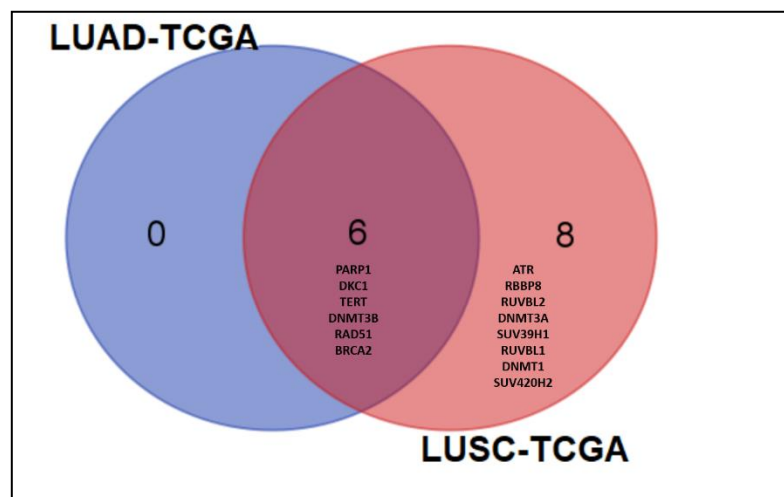 LUAD-TCGA
0
6
8
PARP1
DKC1
TERT
DNMT3B
RAD51
BRCA2
ATR
RBBP8
RUVBL2
DNMT3A
SUV39H1
RUVBL1
DNMT1
SUV420H2
LUSC-TCGA